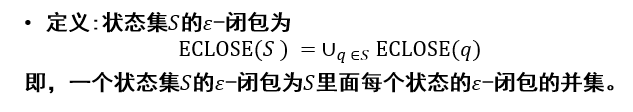 • 定义:状态集S的ε-闭包为
ECLOSE(S ) = ∪q ∈S ECLOSE(q)
即，一个状态集S的ε-闭包为S里面每个状态的ε-闭包的并集。